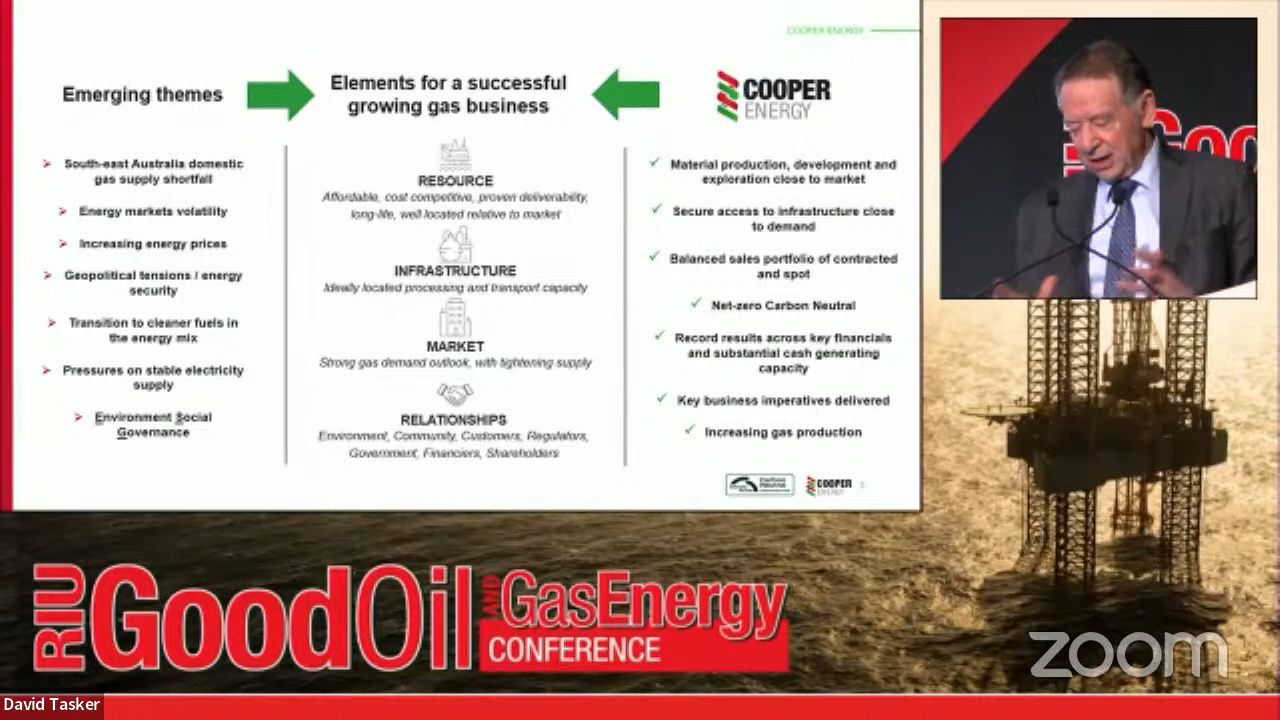 COOPER ENERGY
Emerging themes
South-east Australia domestic
gas supply shortfall
Energy markets volatility
Increasing energy prices
Geopolitical tensions / energy
security
Transition to cleaner fuels in
the energy mix
Pressures on stable electricity
supply
Environment Social
Governance
Elements for a successful
growing gas business
RESOURCE
Affordable, cost competitive, proven deliverability,
long-life, well located relative to market
INFRASTRUCTURE
Ideally located processing and transport capacity
MARKET
Strong gas demand outlook, with tightening supply
RELATIONSHIPS
Environment, Community, Customers, Regulators,
Government, Financiers, Shareholders
COOPER
ENERGY
Material production, development and
exploration close to market
Secure access to infrastructure close
to demand
Balanced sales portfolio of contracted
and spot
Net-zero Carbon Neutral
Record results across key financials
and substantial cash generating
capacity
Key business imperatives delivered
Increasing gas production
Carbon
Neutral
COOPER
ENERGY
Goo
RIU GoodOil AND GasEnergy
CONFERENCE
zoom
David Tasker